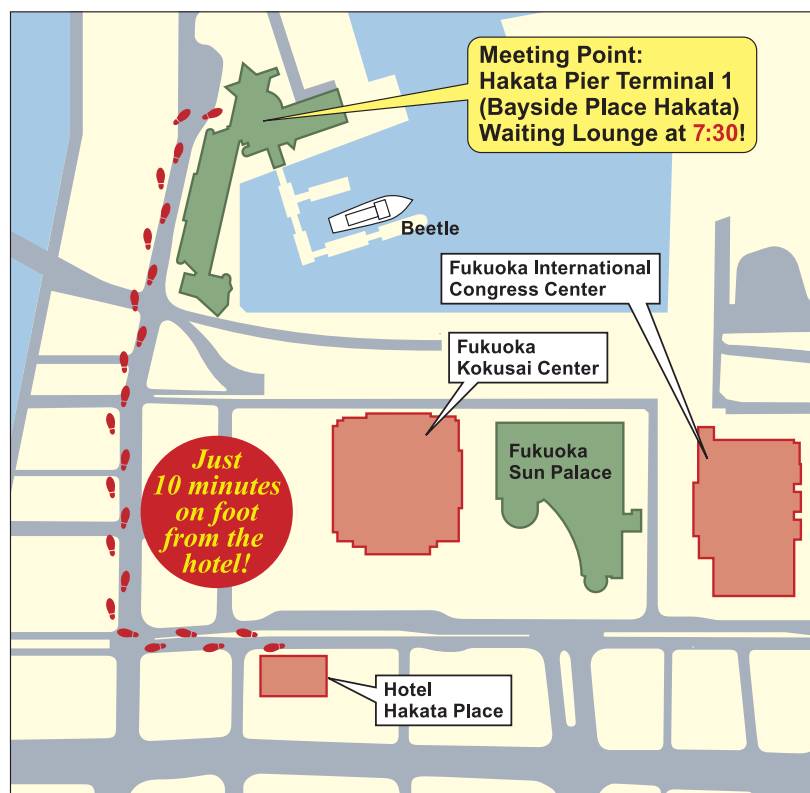 Meeting Point:
Hakata Pier Terminal 1
(Bayside Place Hakata)
Waiting Lounge at 7:30!
Beetle
Fukuoka International
Congress Center
Fukuoka
Kokusai Center
Fukuoka
Sun Palace
Just
10 minutes
on foot
from the
hotel!
Hotel
Hakata Place